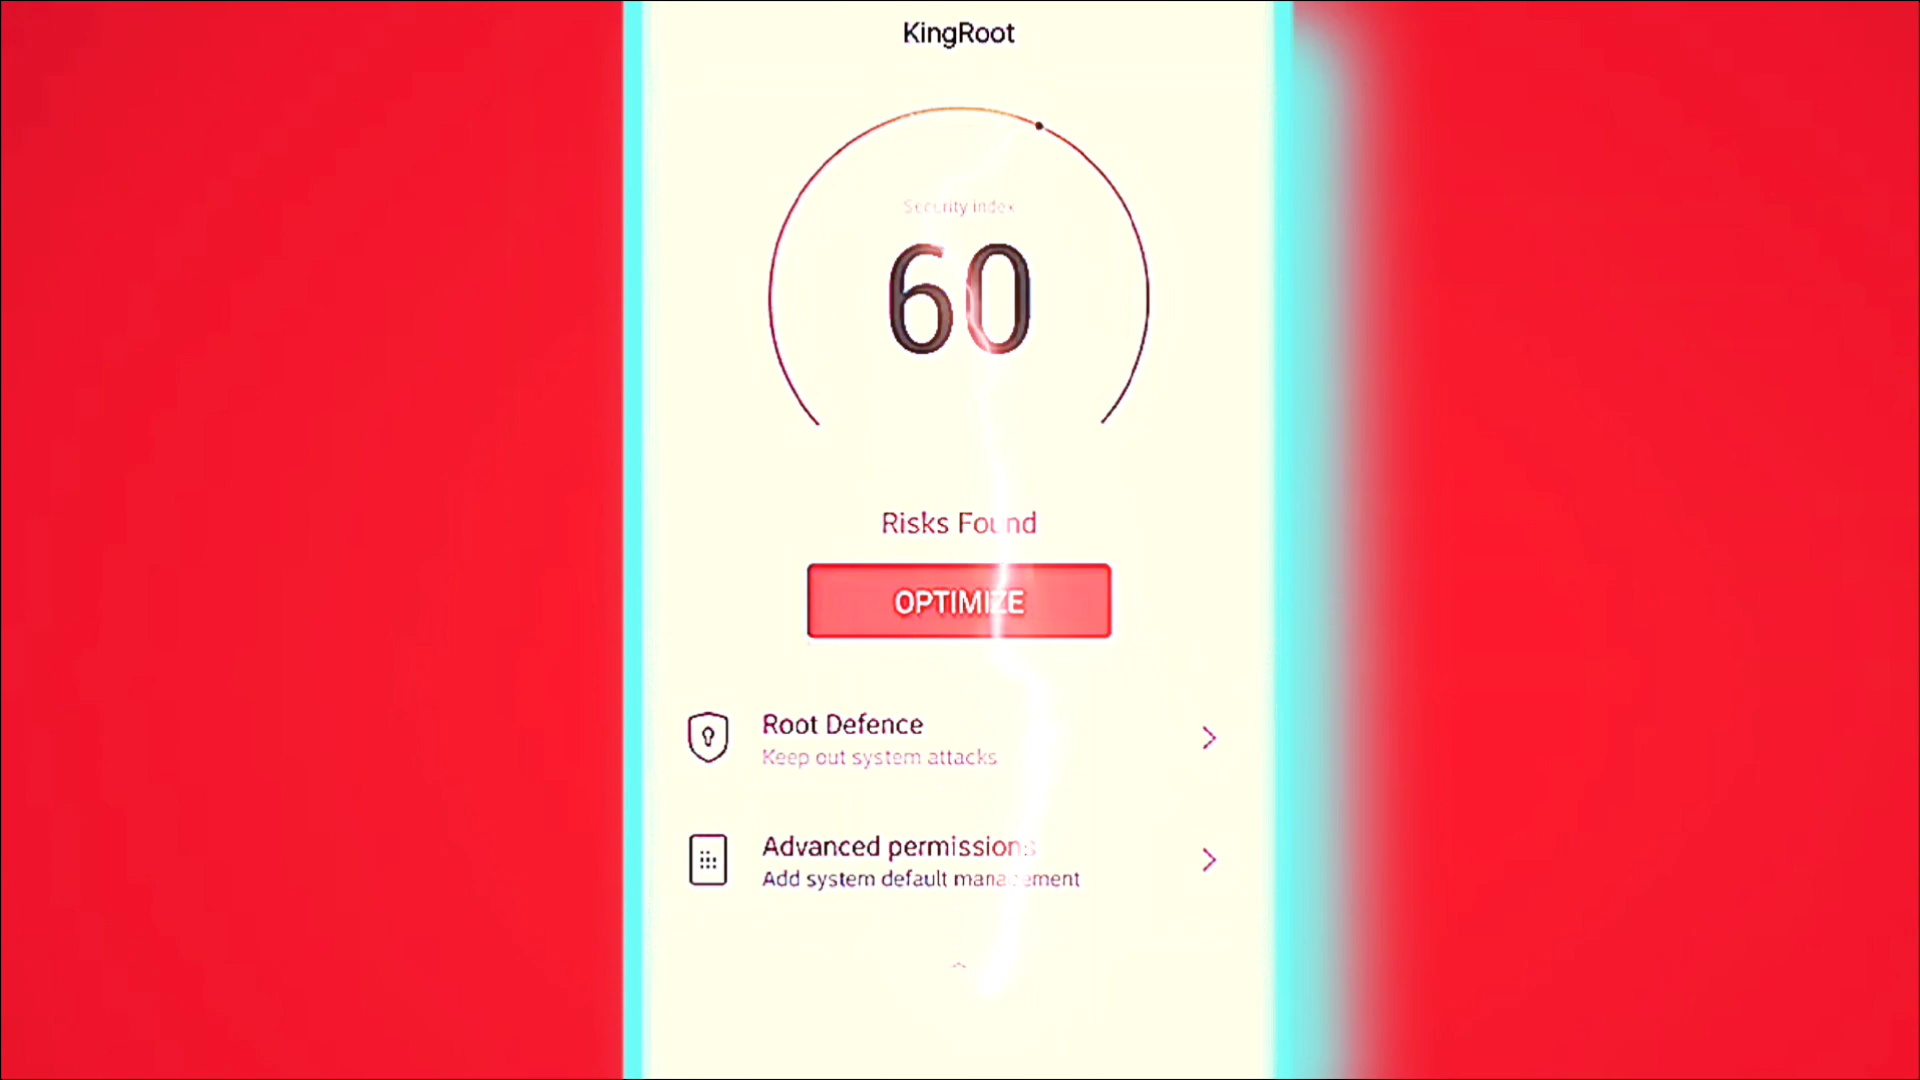 KingRoot
Security index
60
Risks Found
OPTIMIZE
Root Defence
Keep out system attacks
Advanced permissions
Add system default management